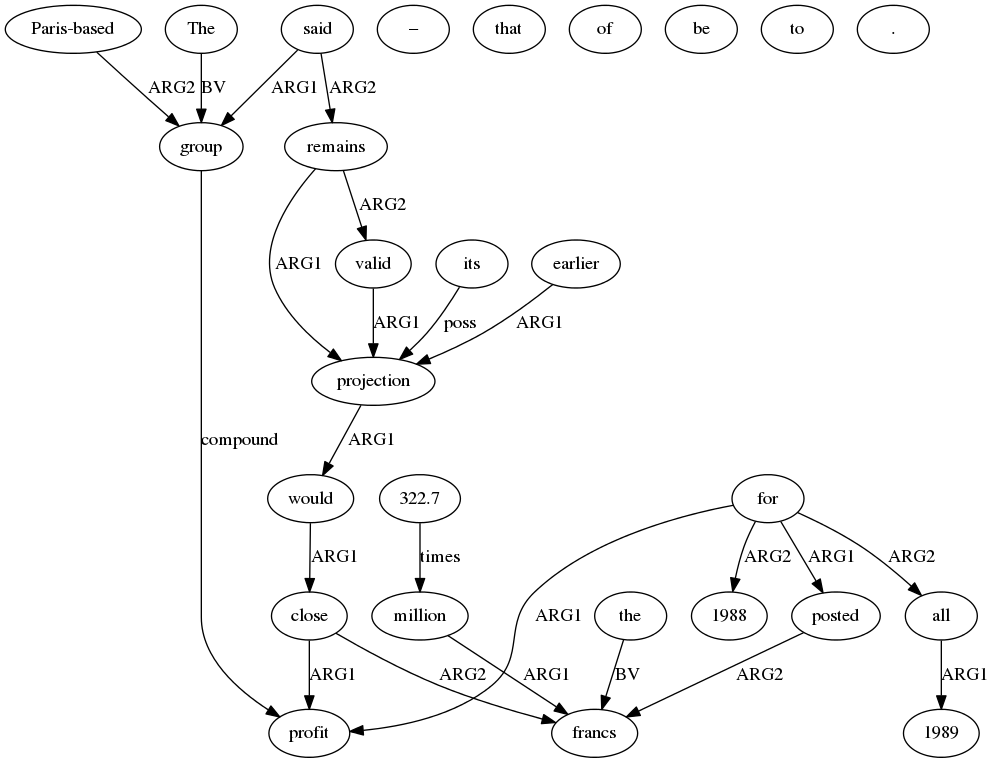 Paris-based The said – that of be to .
ARG2 BV ARG1 ARG2
group remains
ARG2
valid its earlier
ARG1
ARG1 poss ARG1
projection
compound ARG1
would 322.7 for
ARG1 times ARG2 ARG1 ARG2
close million the 1988 posted all
ARG1
ARG1 ARG2 ARG1 BV ARG2 ARG1
profit francs 1989